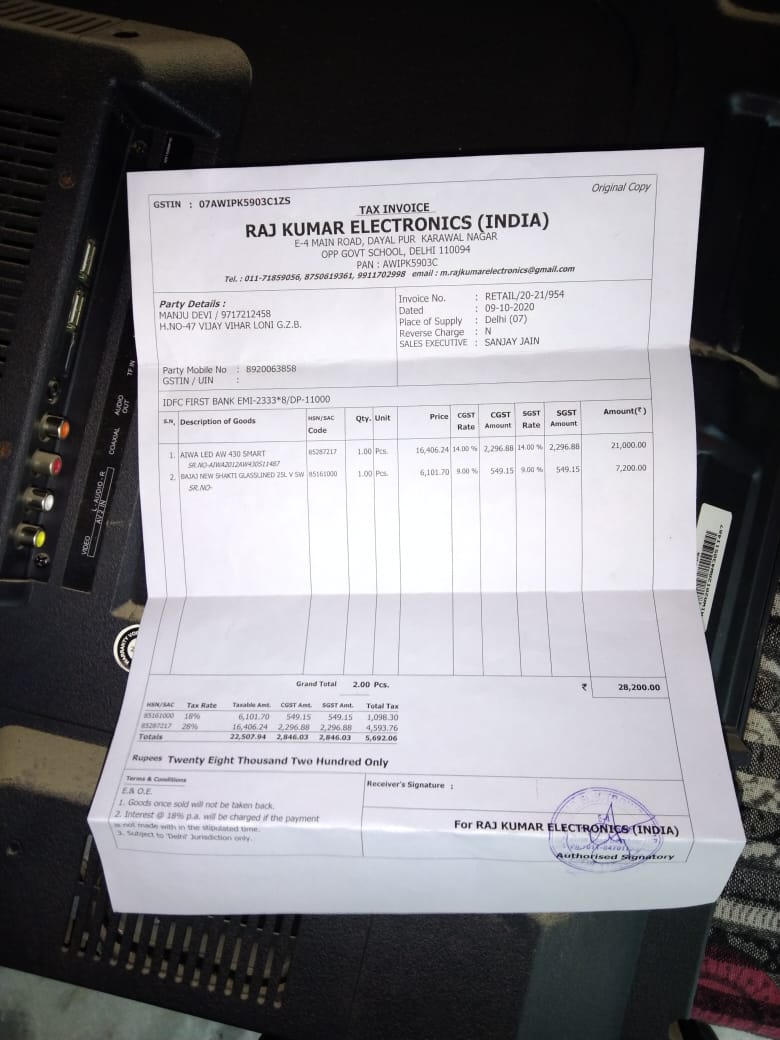 Original Copy
GSTIN : 07AWIPK5903C1ZS
TAX INVOICE
RAJ KUMAR ELECTRONICS (INDIA)
E-4 MAIN ROAD, DAYAL PUR KARAWAL NAGAR
OPP GOVT SCHOOL, DELHI 110094
PAN : AWIPK5903C
Tel. : 011-71859056, 8750619361, 9911702998 email : m.rajkumarelectronics@gmail.com
Party Details :
MANJU DEVI / 9717212458
H.NO-47 VIJAY VIHAR LONI G.Z.B.
Party Mobile No : 8920063858
GSTIN / UIN :
Invoice No. : RETAIL/20-21/954
Dated : 09-10-2020
Place of Supply : Delhi (07)
Reverse Charge : N
SALES EXECUTIVE : SANJAY JAIN
IDFC FIRST BANK EMI-2333*8/DP-11000
S.N. Description of Goods HSN/SAC Code Qty. Unit Price CGST Rate CGST Amount SGST Rate SGST Amount Amount(₹)
1. AIWA LED AW 430 SMART 85287217 1.00 Pcs. 16,406.24 14.00 % 2,296.88 14.00 % 2,296.88 21,000.00
SR.NO-AIWA2012AW430S11487
2. BAJAJ NEW SHAKTI GLASSLINED 25L V 5W 85161000 1.00 Pcs. 6,101.70 9.00 % 549.15 9.00 % 549.15 7,200.00
SR.NO-
Grand Total 2.00 Pcs. ₹ 28,200.00
HSN/SAC Tax Rate Taxable Amt. CGST Amt. SGST Amt. Total Tax
85161000 18% 6,101.70 549.15 549.15 1,098.30
85287217 28% 16,406.24 2,296.88 2,296.88 4,593.76
Totals 22,507.94 2,846.03 2,846.03 5,692.06
Rupees Twenty Eight Thousand Two Hundred Only
Terms & Conditions
E.& O.E.
1. Goods once sold will not be taken back.
2. Interest @ 18% p.a. will be charged if the payment
is not made with in the stipulated time.
3. Subject to 'Delhi' Jurisdiction only.
Receiver's Signature :
For RAJ KUMAR ELECTRONICS (INDIA)
Authorised Signatory
TF IN
AUDIO OUT
COAXIAL
L - AUDIO - R
AV 2 IN
VIDEO